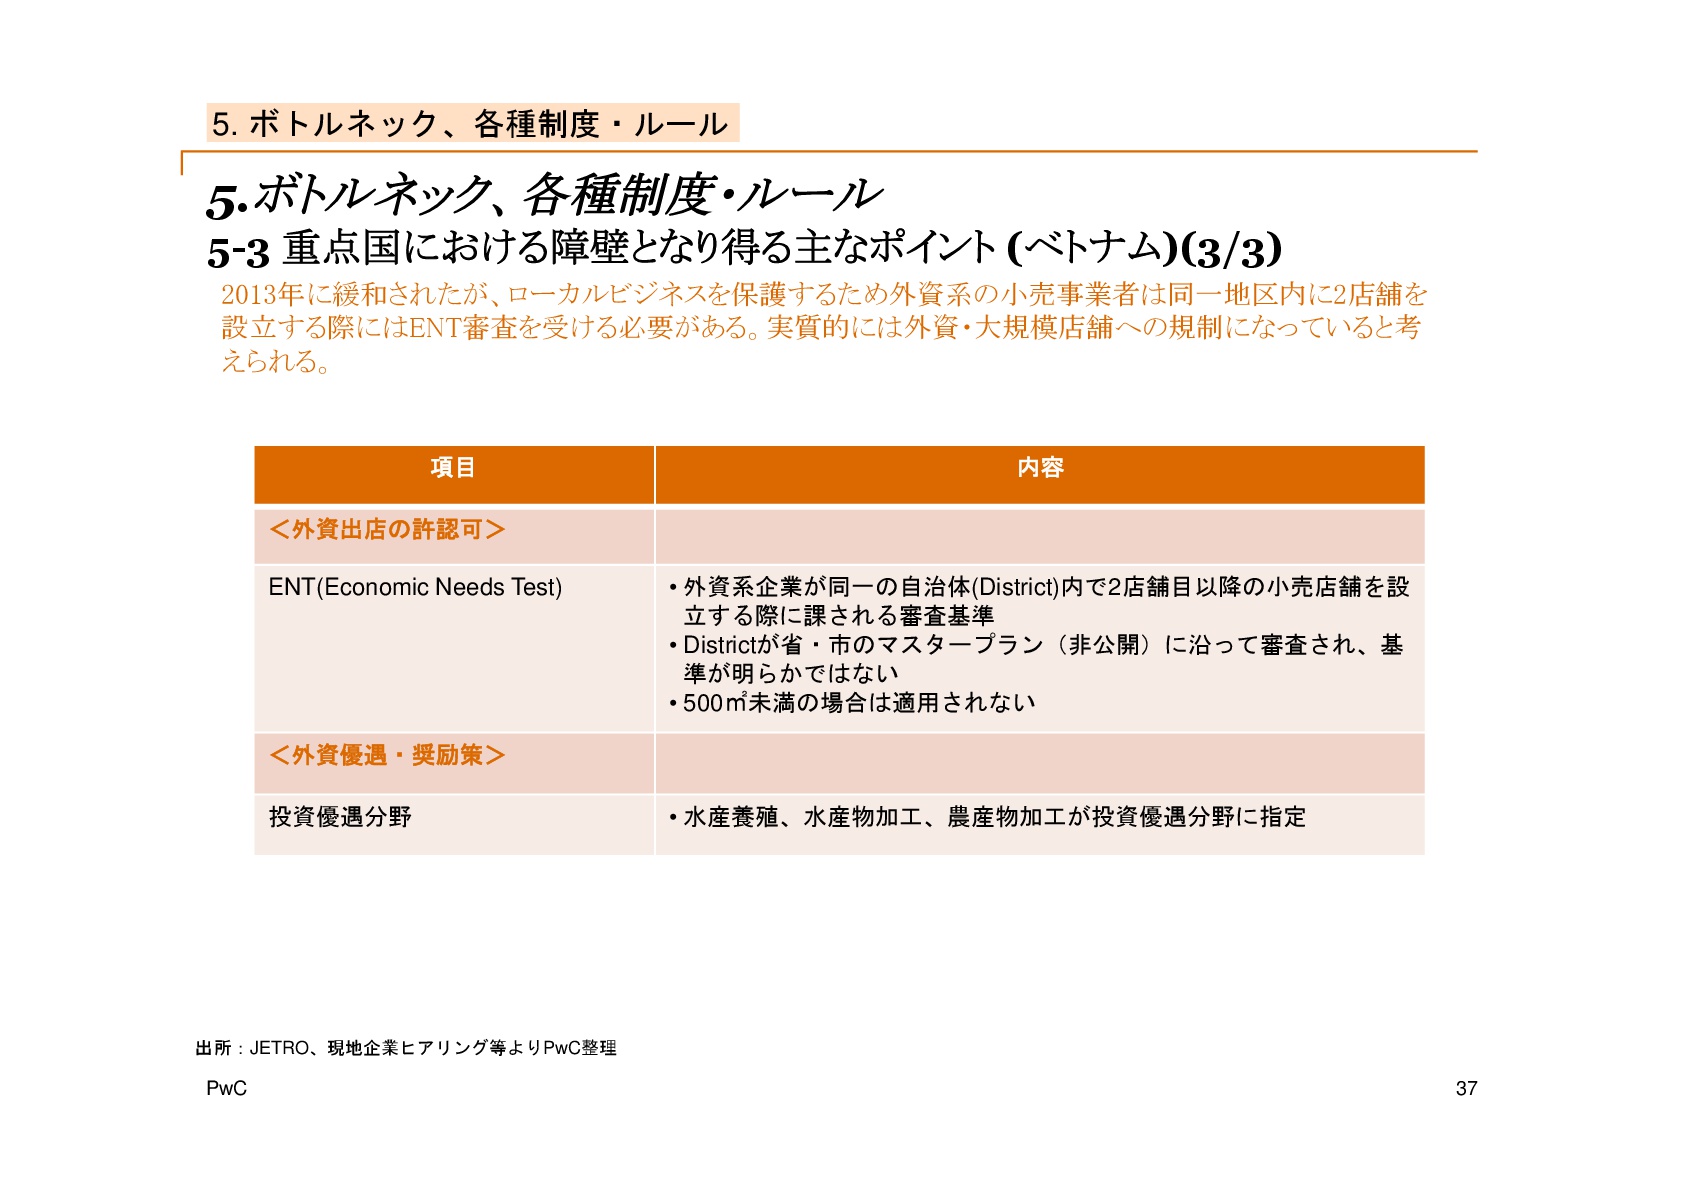 5. ボトルネック、各種制度・ルール
5.ボトルネック、各種制度・ルール
5-3 重点国における障壁となり得る主なポイント (ベトナム)(3/3)
2013年に緩和されたが、ローカルビジネスを保護するため外資系の小売事業者は同一地区内に2店舗を
設立する際にはENT審査を受ける必要がある。実質的には外資・大規模店舗への規制になっていると考
えられる。
項目 内容
＜外資出店の許認可＞
ENT(Economic Needs Test)
• 外資系企業が同一の自治体(District)内で2店舗目以降の小売店舗を設
立する際に課される審査基準
• Districtが省・市のマスタープラン（非公開）に沿って審査され、基
準が明らかではない
• 500㎡未満の場合は適用されない
＜外資優遇・奨励策＞
投資優遇分野
• 水産養殖、水産物加工、農産物加工が投資優遇分野に指定
出所：JETRO、現地企業ヒアリング等よりPwC整理
PwC
37